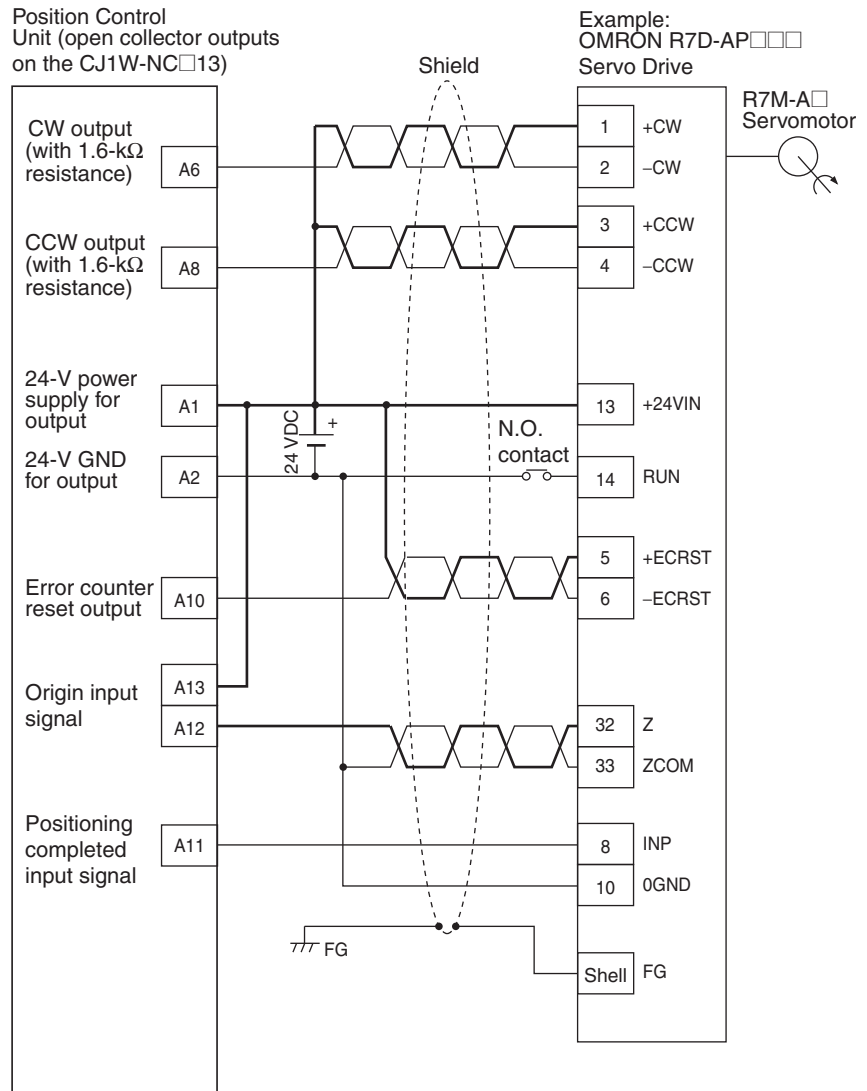 Position Control
Unit (open collector outputs
on the CJ1W-NC□13)
Example:
OMRON R7D-AP□□□
Servo Drive
Shield
R7M-A□
Servomotor
CW output
(with 1.6-kΩ
resistance)
A6
1
+CW
2
−CW
CCW output
(with 1.6-kΩ
resistance)
A8
3
+CCW
4
−CCW
24-V power
supply for
output
A1
13
+24VIN
24 VDC
+
N.O.
contact
24-V GND
for output
A2
14
RUN
Error counter
reset output
A10
5
+ECRST
6
−ECRST
Origin input
signal
A13
A12
32
Z
33
ZCOM
Positioning
completed
input signal
A11
8
INP
10
0GND
FG
Shell
FG